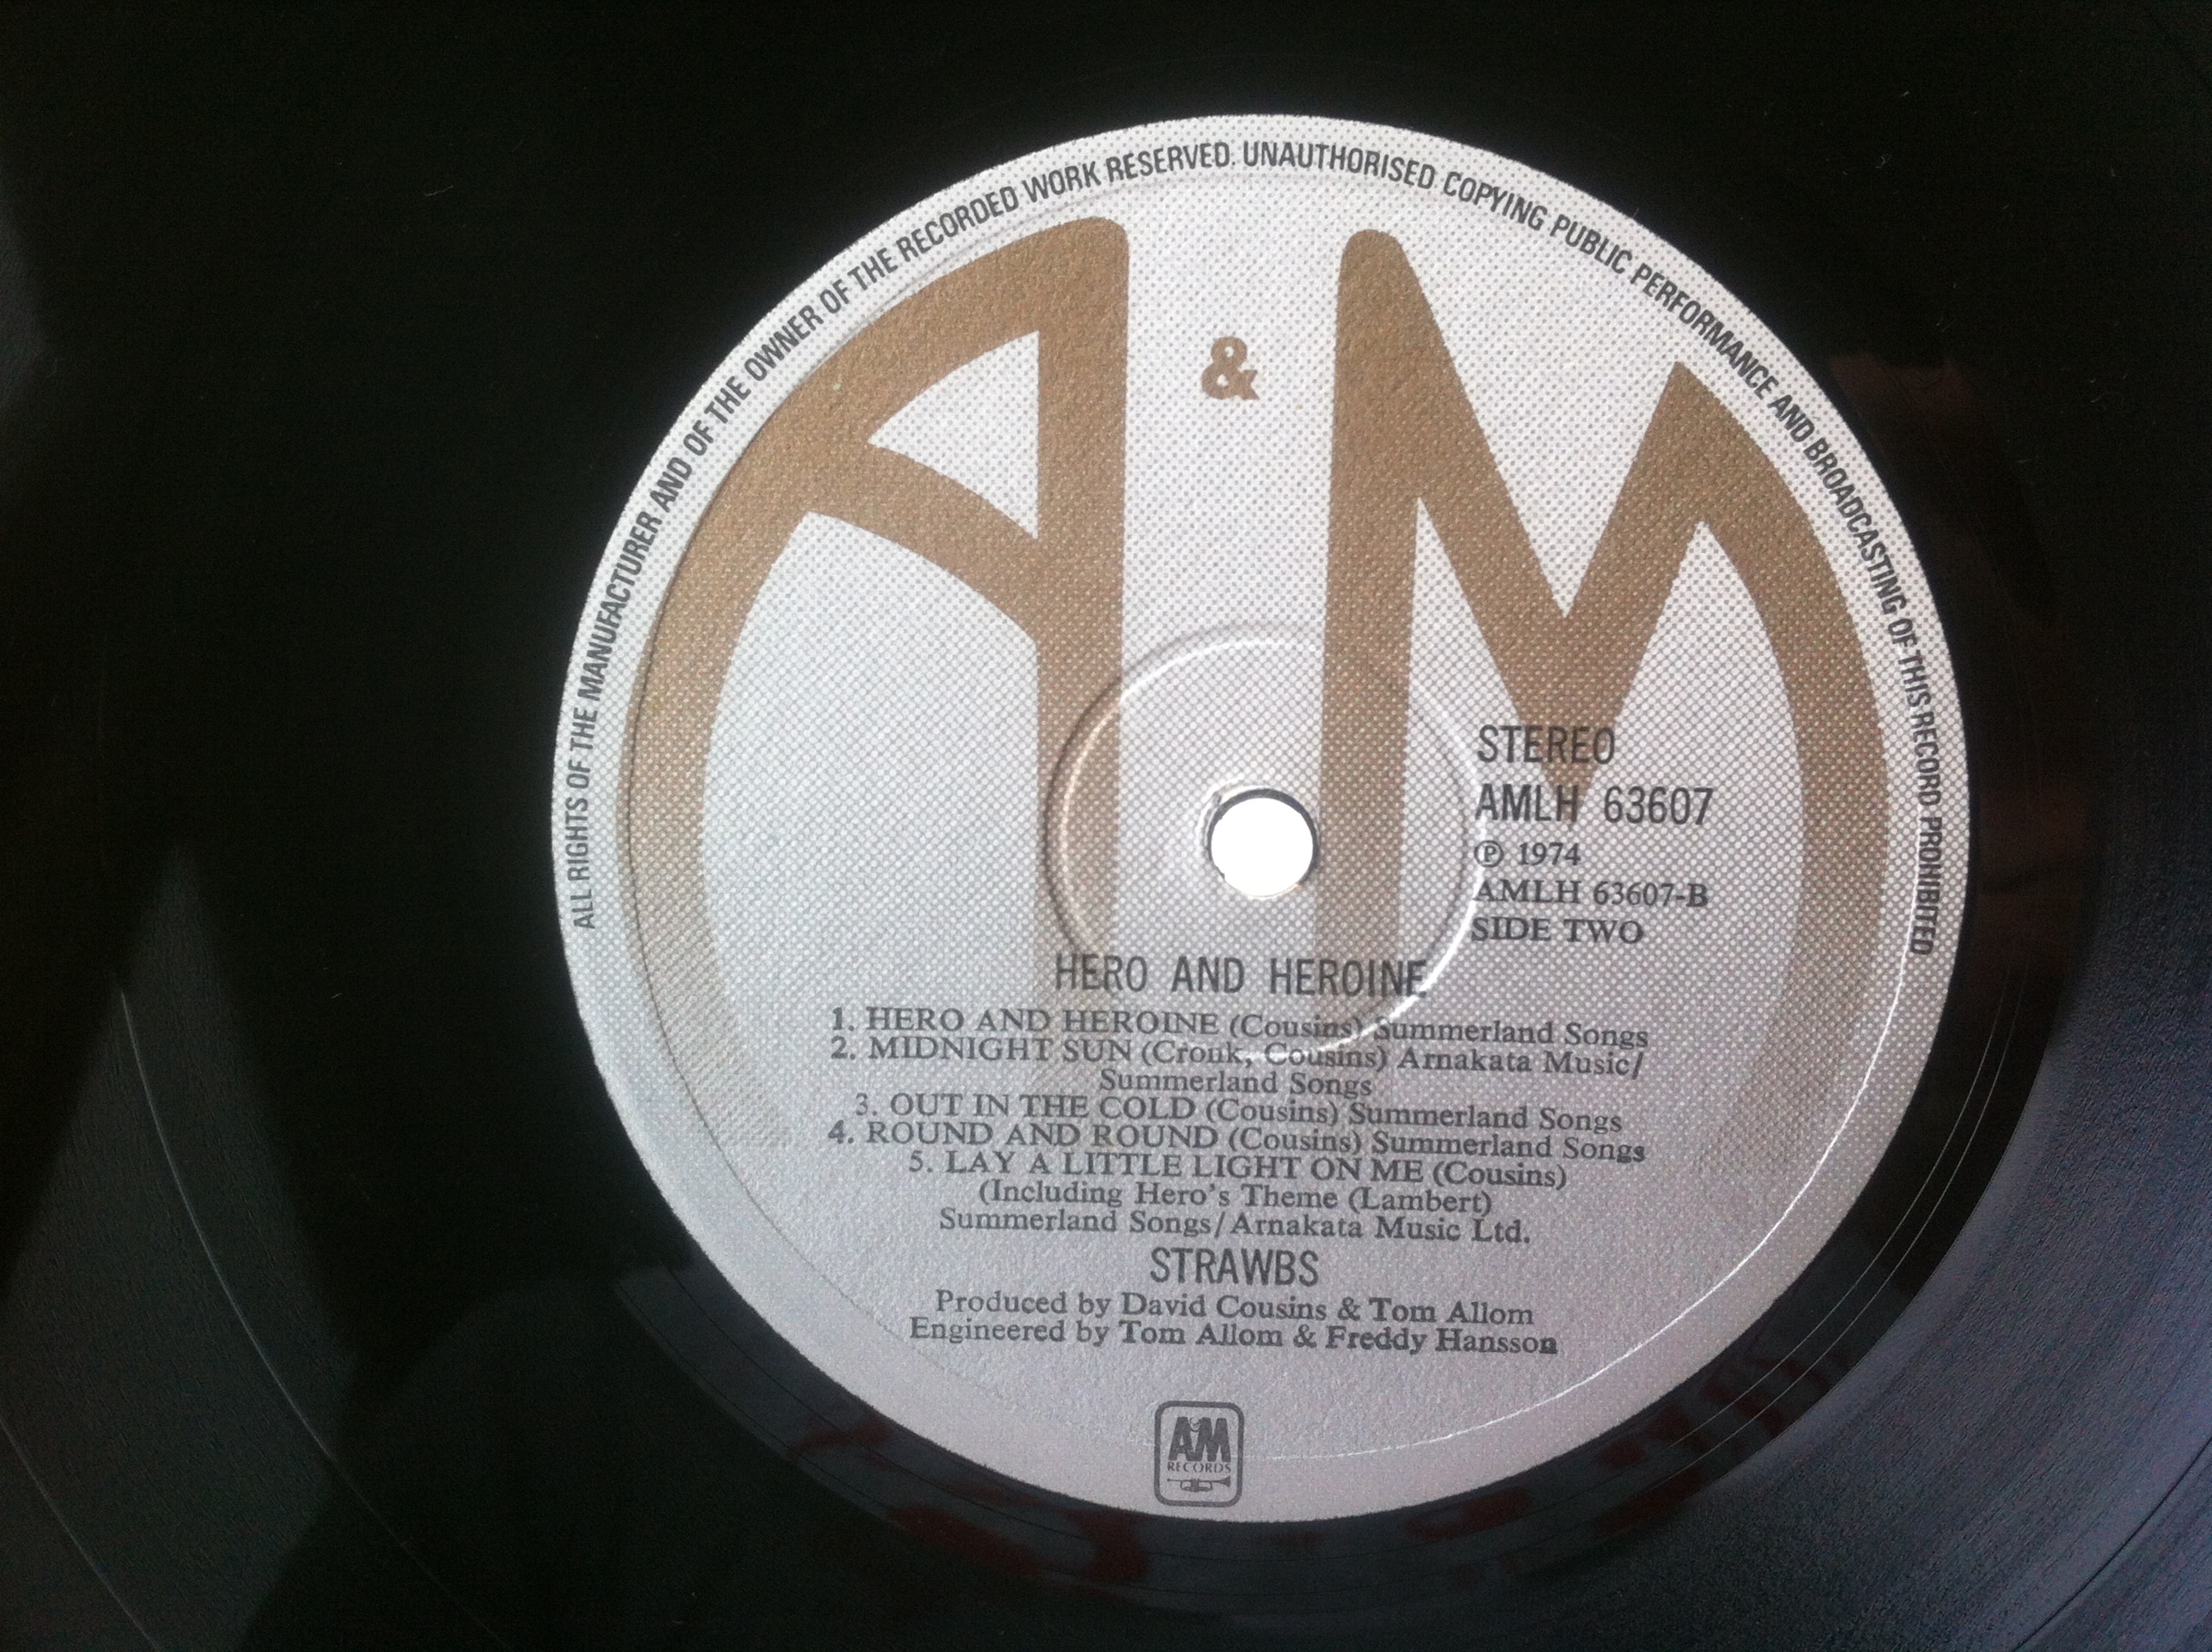 ALL RIGHTS OF THE MANUFACTURER AND OF THE OWNER OF THE RECORDED WORK RESERVED. UNAUTHORISED COPYING PUBLIC PERFORMANCE AND BROADCASTING OF THIS RECORD PROHIBITED
A & M
STEREO
AMLH 63607
℗ 1974
AMLH 63607-B
SIDE TWO
HERO AND HEROINE
1. HERO AND HEROINE (Cousins) Summerland Songs
2. MIDNIGHT SUN (Cronk, Cousins) Arnakata Music/
Summerland Songs
3. OUT IN THE COLD (Cousins) Summerland Songs
4. ROUND AND ROUND (Cousins) Summerland Songs
5. LAY A LITTLE LIGHT ON ME (Cousins)
(Including Hero's Theme (Lambert)
Summerland Songs/Arnakata Music Ltd.
STRAWBS
Produced by David Cousins & Tom Allom
Engineered by Tom Allom & Freddy Hansson
A&M
RECORDS